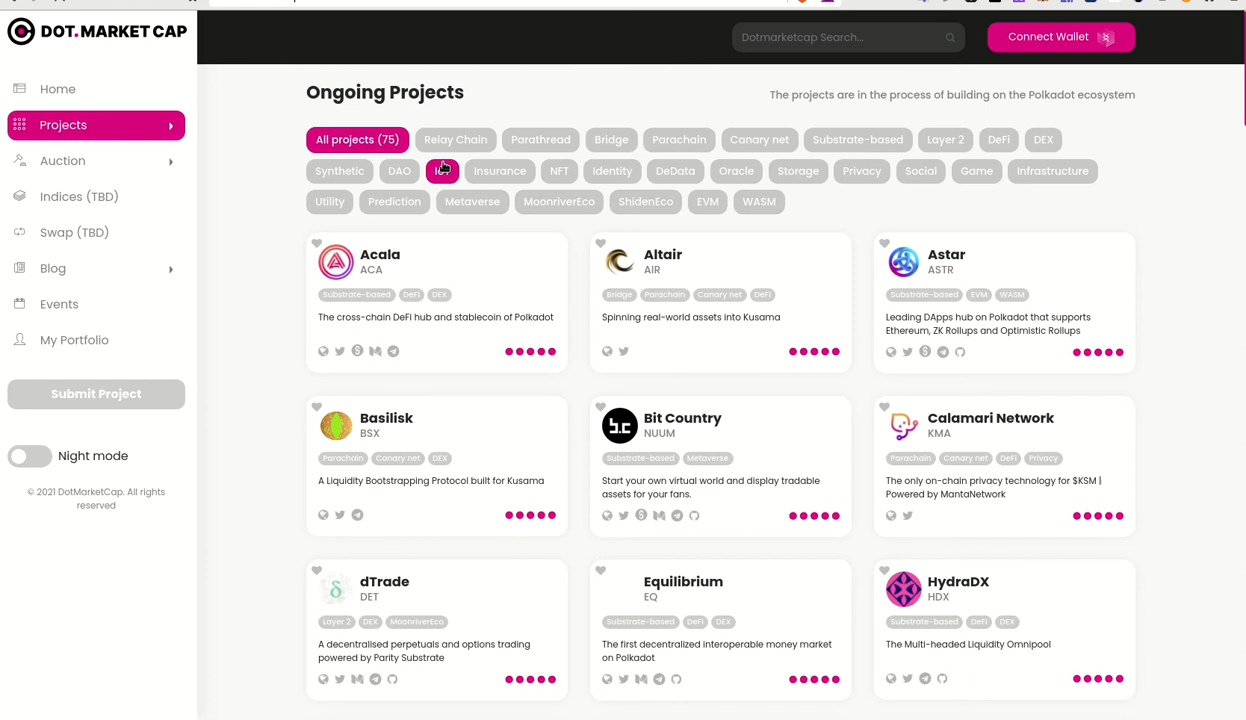 DOT.MARKET CAP
Dotmarketcap Search...
Connect Wallet
Home
Projects
Auction
Indices (TBD)
Swap (TBD)
Blog
Events
My Portfolio
Submit Project
Night mode
© 2021 DotMarketCap. All rights
reserved
Ongoing Projects
The projects are in the process of building on the Polkadot ecosystem
All projects (75) Relay Chain Parathread Bridge Parachain Canary net Substrate-based Layer 2 DeFi DEX
Synthetic DAO Insurance NFT Identity DeData Oracle Storage Privacy Social Game Infrastructure
Utility Prediction Metaverse MoonriverEco ShidenEco EVM WASM
Acala
ACA
Substrate-based DeFi DEX
The cross-chain DeFi hub and stablecoin of Polkadot
Altair
AIR
Bridge Parachain Canary net DeFi
Spinning real-world assets into Kusama
Astar
ASTR
Substrate-based EVM WASM
Leading DApps hub on Polkadot that supports
Ethereum, ZK Rollups and Optimistic Rollups
Basilisk
BSX
Parachain Canary net DEX
A Liquidity Bootstrapping Protocol built for Kusama
b.c
Bit Country
NUUM
Substrate-based Metaverse
Start your own virtual world and display tradable
assets for your fans.
Calamari Network
KMA
Parachain Canary net DeFi Privacy
The only on-chain privacy technology for $KSM |
Powered by MantaNetwork
δ
dTrade
DET
Layer 2 DEX MoonriverEco
A decentralised perpetuals and options trading
powered by Parity Substrate
Equilibrium
EQ
Substrate-based DeFi DEX
The first decentralized interoperable money market
on Polkadot
HydraDX
HDX
Substrate-based DeFi DEX
The Multi-headed Liquidity Omnipool